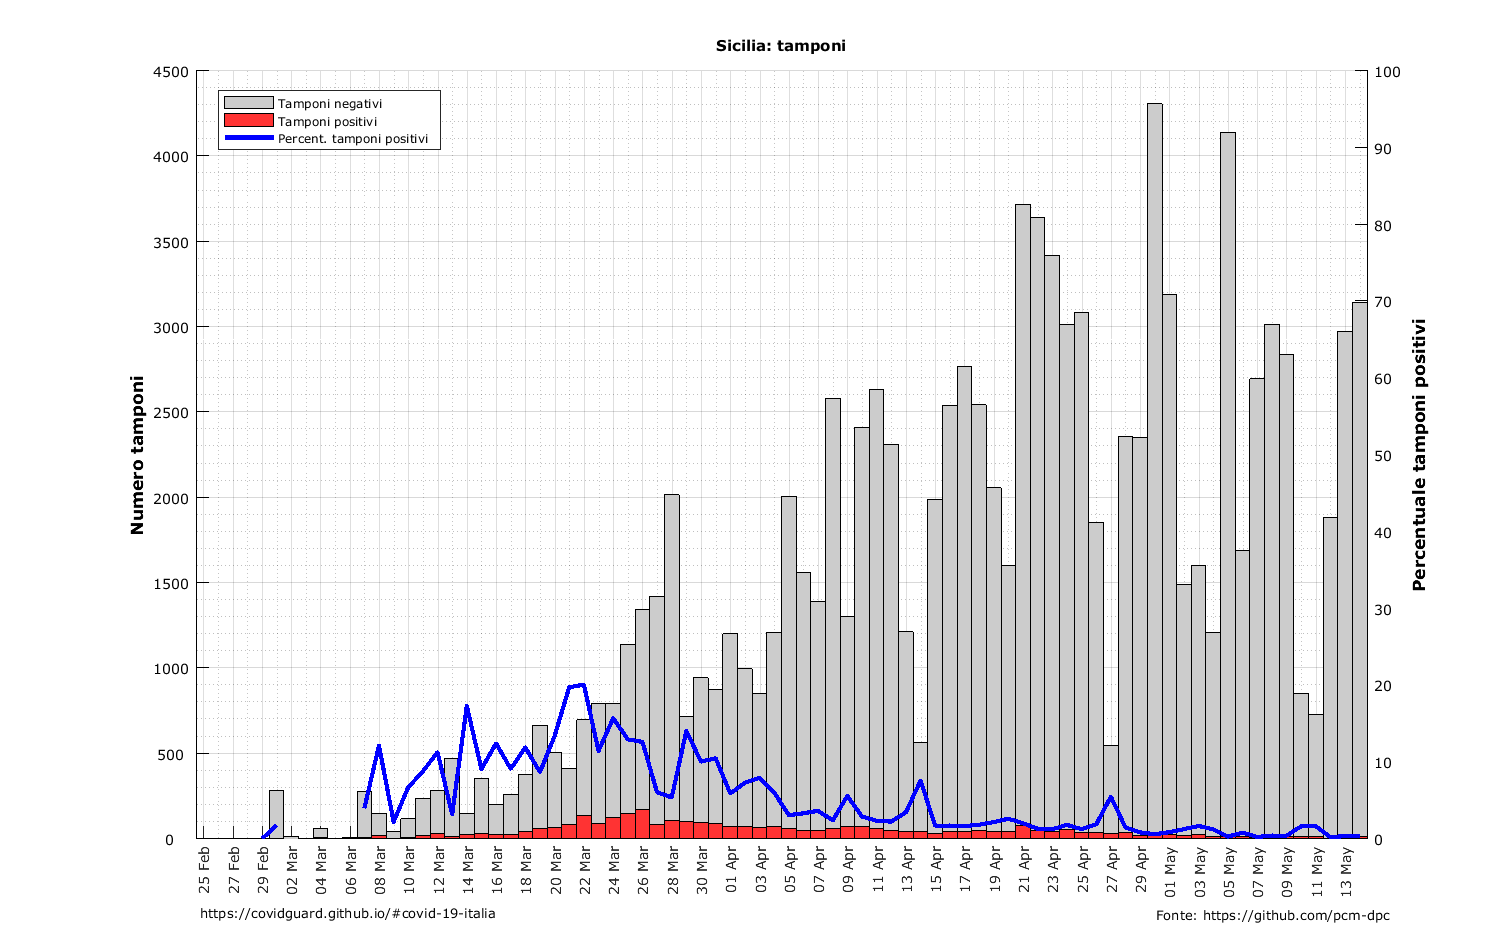 Sicilia: tamponi
4500
4000
3500
3000
2500
2000
1500
1000
500
0
Numero tamponi
Tamponi negativi
Tamponi positivi
Percent. tamponi positivi
100
90
80
70
60
50
40
30
20
10
0
Percentuale tamponi positivi
25 Feb
27 Feb
29 Feb
02 Mar
04 Mar
06 Mar
08 Mar
10 Mar
12 Mar
14 Mar
16 Mar
18 Mar
20 Mar
22 Mar
24 Mar
26 Mar
28 Mar
30 Mar
01 Apr
03 Apr
05 Apr
07 Apr
09 Apr
11 Apr
13 Apr
15 Apr
17 Apr
19 Apr
21 Apr
23 Apr
25 Apr
27 Apr
29 Apr
01 May
03 May
05 May
07 May
09 May
11 May
13 May
https://covidguard.github.io/#covid-19-italia
Fonte: https://github.com/pcm-dpc